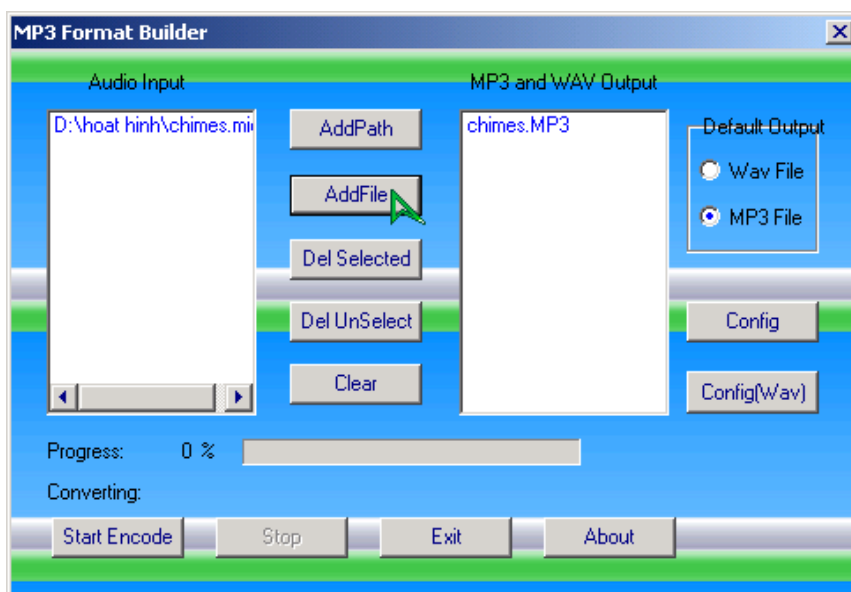 MP3 Format Builder
Audio Input
MP3 and WAV Output
D:\hoat hinh\chimes.mi
chimes.MP3
AddPath
AddFile
Del Selected
Del UnSelect
Clear
Default Output
Wav File
MP3 File
Config
Config(Wav)
Progress: 0 %
Converting:
Start Encode
Stop
Exit
About